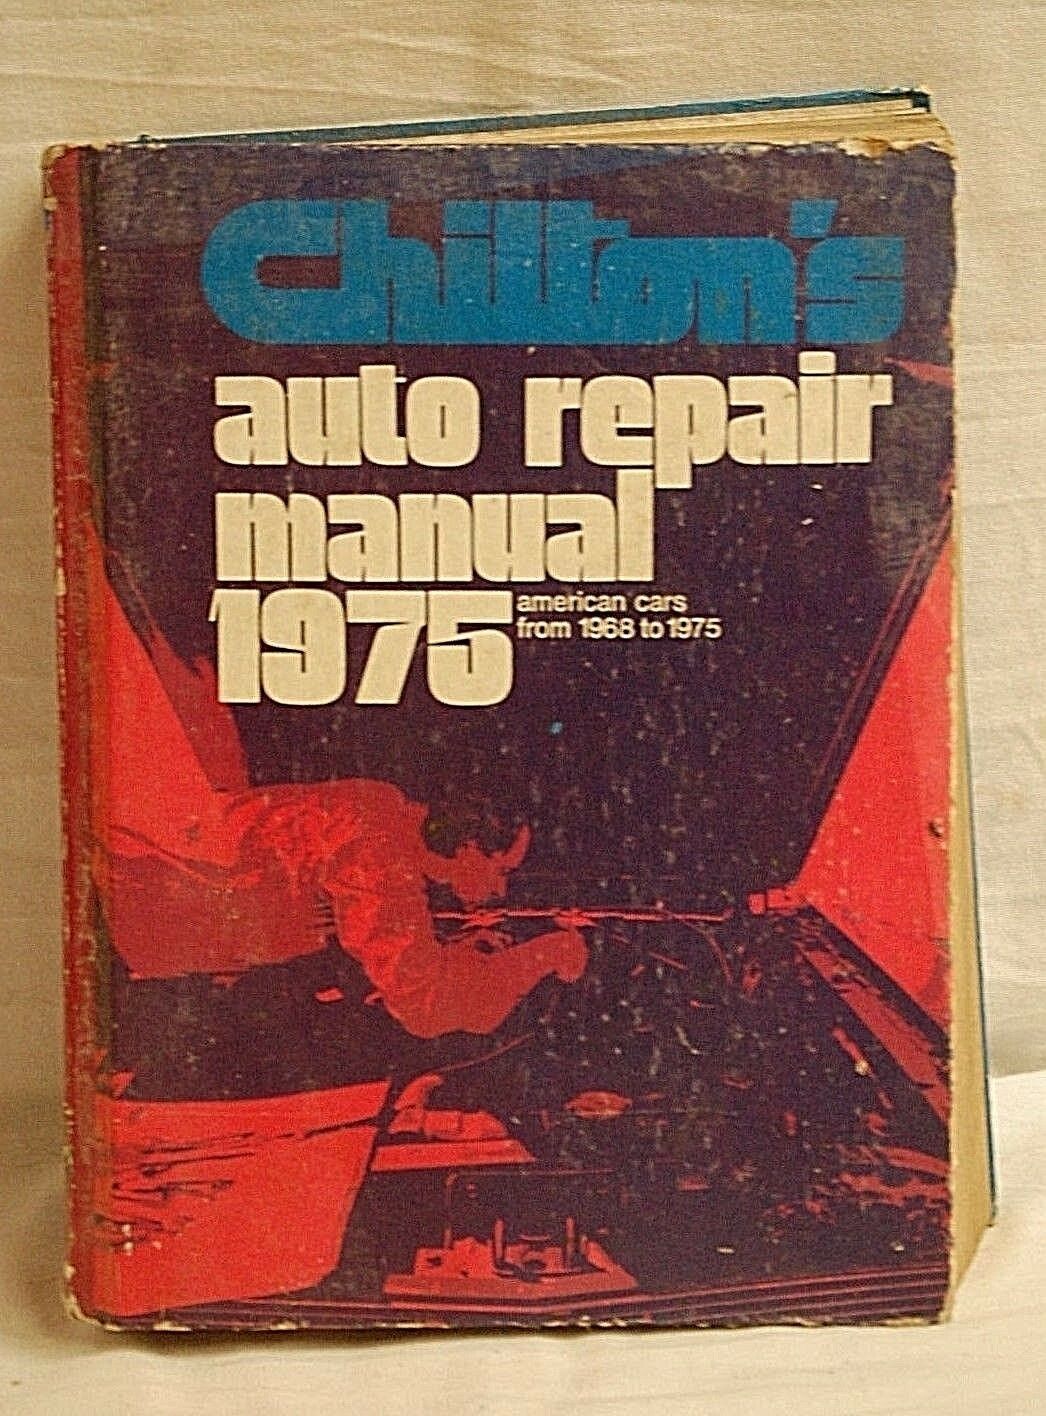 Chilton's
auto repair
manual
1975
american cars
from 1968 to 1975